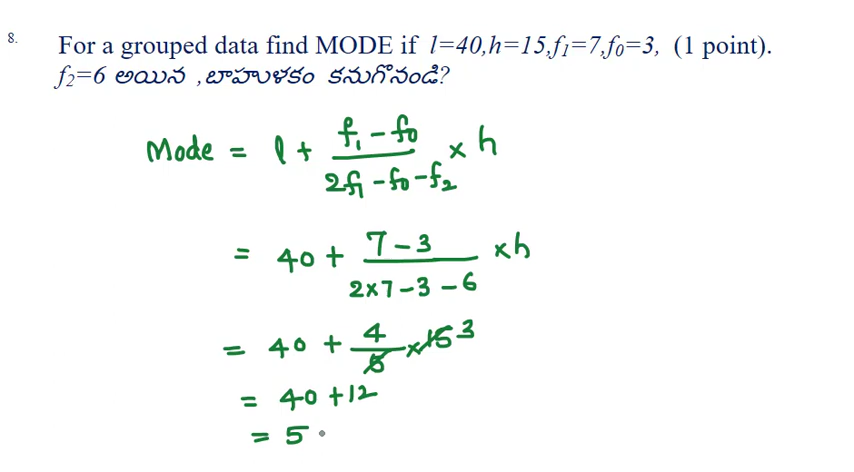 8. For a grouped data find MODE if l=40,h=15,f₁=7,f₀=3, (1 point).
f₂=6 అయిన ,బాహుళకం కనుగొనండి?
Mode = l + (f₁ - f₀)/(2f₁ - f₀ - f₂) × h
= 40 + (7 - 3)/(2×7 - 3 - 6) × h
= 40 + 4/5 × 15 3
= 40 + 12
= 5